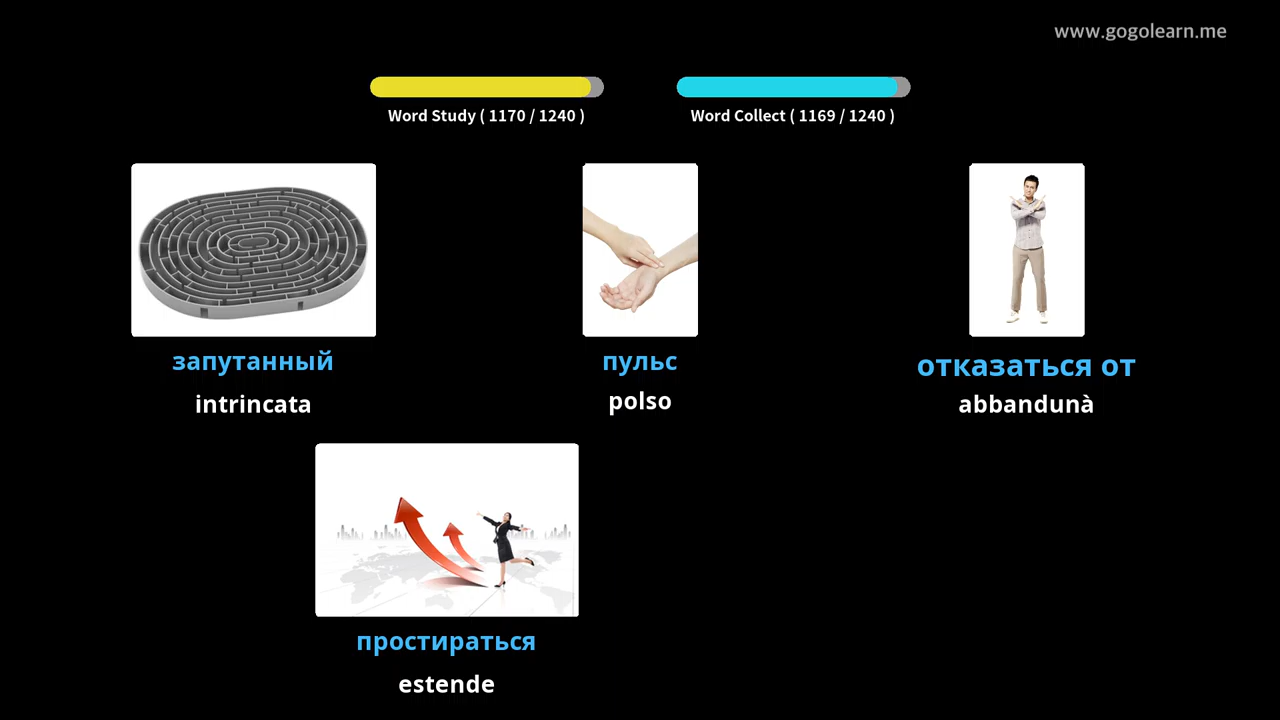 www.gogolearn.me
Word Study ( 1170 / 1240 )
Word Collect ( 1169 / 1240 )
запутанный
intrincata
пульс
polso
отказаться от
abbandunà
простираться
estende